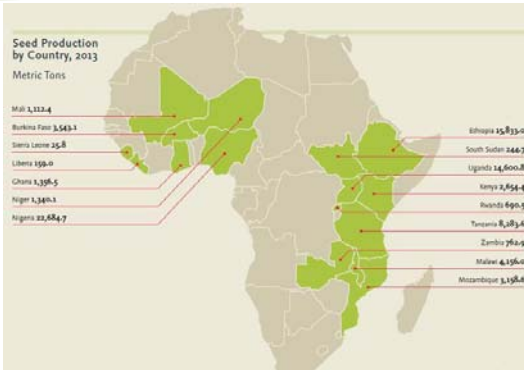 Seed Production
by Country, 2013
Metric Tons
Mali 1,112.4
Burkina Faso 3,543.1
Sierra Leone 25.8
Liberia 159.0
Ghana 1,356.5
Niger 1,340.1
Nigeria 22,684.7
Ethiopia 15,833.0
South Sudan 244.7
Uganda 14,600.8
Kenya 2,654.4
Rwanda 690.5
Tanzania 8,283.6
Zambia 762.9
Malawi 4,156.0
Mozambique 3,158.6